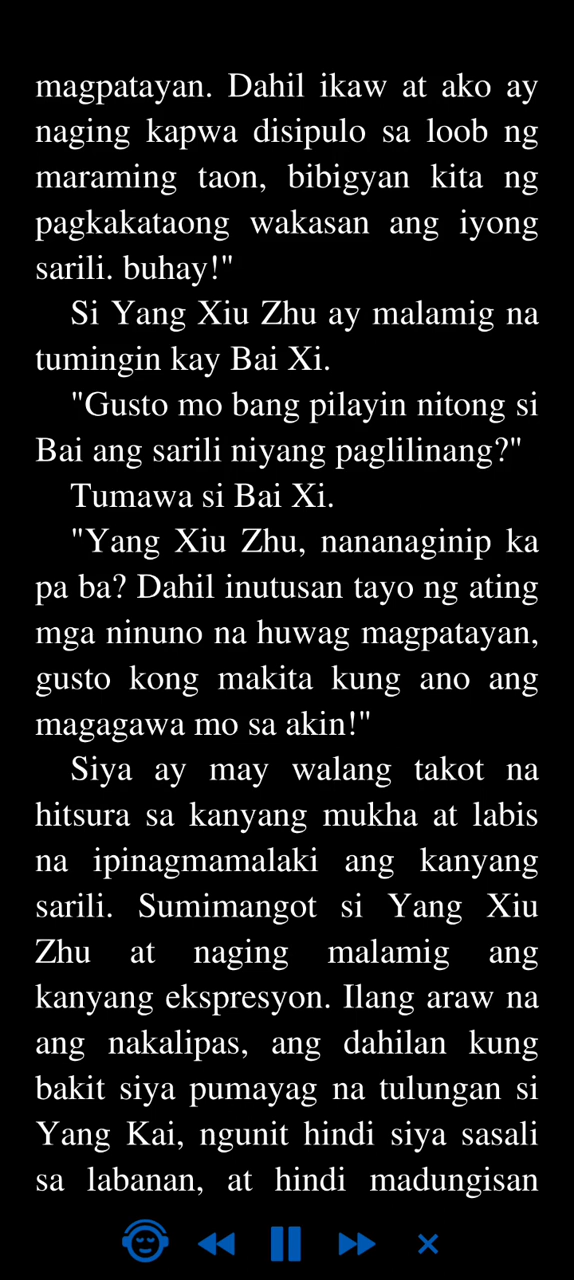 magpatayan. Dahil ikaw at ako ay
naging kapwa disipulo sa loob ng
maraming taon, bibigyan kita ng
pagkakataong wakasan ang iyong
sarili. buhay!"
Si Yang Xiu Zhu ay malamig na
tumingin kay Bai Xi.
"Gusto mo bang pilayin nitong si
Bai ang sarili niyang paglilinang?"
Tumawa si Bai Xi.
"Yang Xiu Zhu, nananaginip ka
pa ba? Dahil inutusan tayo ng ating
mga ninuno na huwag magpatayan,
gusto kong makita kung ano ang
magagawa mo sa akin!"
Siya ay may walang takot na
hitsura sa kanyang mukha at labis
na ipinagmamalaki ang kanyang
sarili. Sumimangot si Yang Xiu
Zhu at naging malamig ang
kanyang ekspresyon. Ilang araw na
ang nakalipas, ang dahilan kung
bakit siya pumayag na tulungan si
Yang Kai, ngunit hindi siya sasali
sa labanan, at hindi madungisan